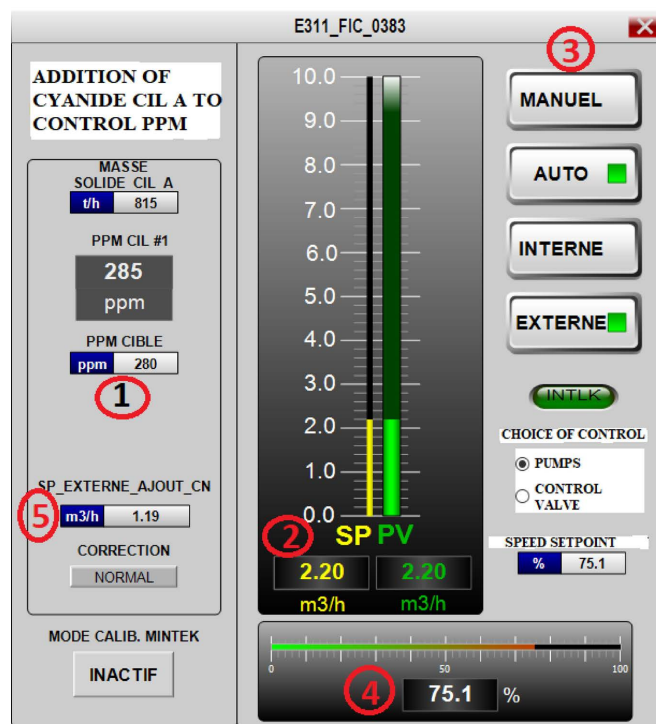 E311_FIC_0383
X
ADDITION OF
CYANIDE CIL A TO
CONTROL PPM
MASSE
SOLIDE_CIL_A
t/h 815
PPM CIL #1
285
ppm
PPM CIBLE
ppm 280
1
SP_EXTERNE_AJOUT_CN
5
m3/h 1.19
CORRECTION
NORMAL
MODE CALIB. MINTEK
INACTIF
10.0
9.0
8.0
7.0
6.0
5.0
4.0
3.0
2.0
1.0
0.0
2
SP PV
2.20 2.20
m3/h m3/h
0 50 100
4
75.1 %
3
MANUEL
AUTO
INTERNE
EXTERNE
INTLK
CHOICE OF CONTROL
PUMPS
CONTROL
VALVE
SPEED SETPOINT
% 75.1